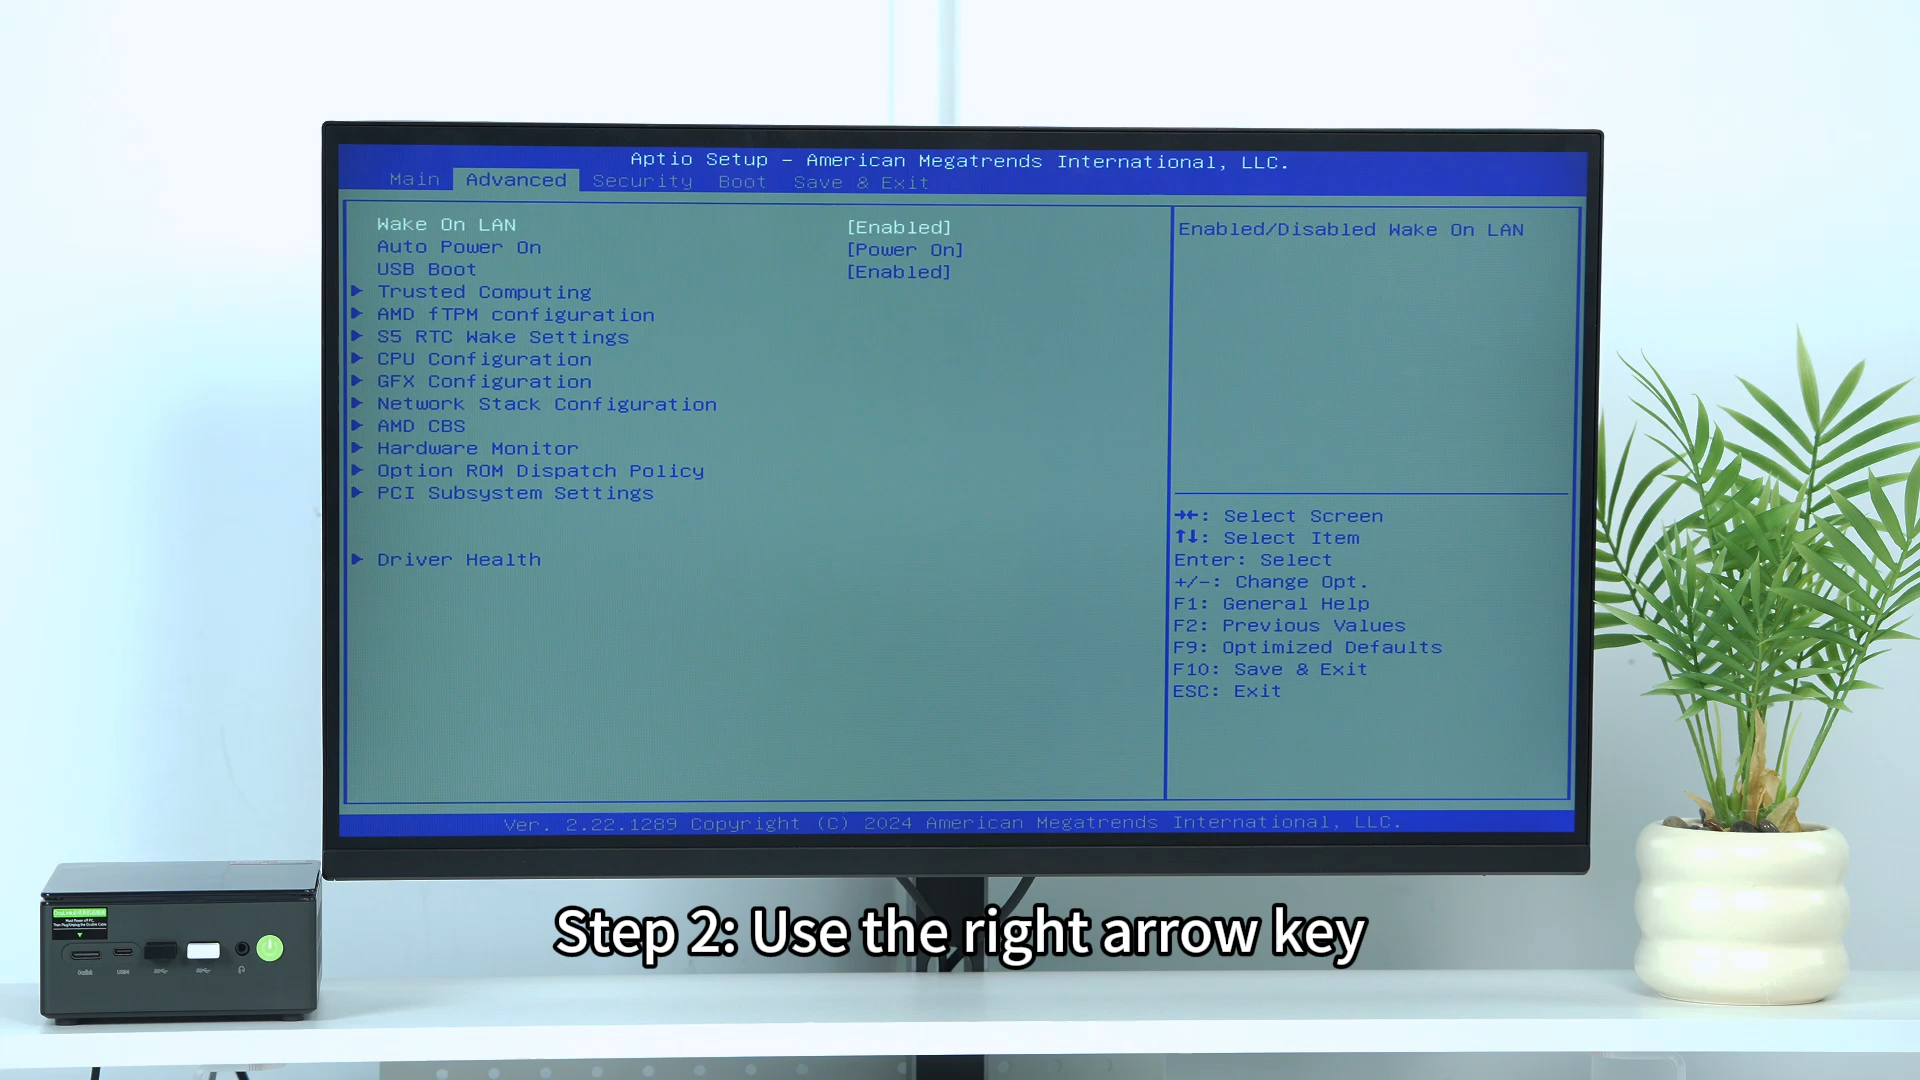 Aptio Setup – American Megatrends International, LLC.
Main Advanced Security Boot Save & Exit
Wake On LAN [Enabled]
Auto Power On [Power On]
USB Boot [Enabled]
▶ Trusted Computing
▶ AMD fTPM configuration
▶ S5 RTC Wake Settings
▶ CPU Configuration
▶ GFX Configuration
▶ Network Stack Configuration
▶ AMD CBS
▶ Hardware Monitor
▶ Option ROM Dispatch Policy
▶ PCI Subsystem Settings
▶ Driver Health
Enabled/Disabled Wake On LAN
→←: Select Screen
↑↓: Select Item
Enter: Select
+/-: Change Opt.
F1: General Help
F2: Previous Values
F9: Optimized Defaults
F10: Save & Exit
ESC: Exit
Ver. 2.22.1289 Copyright (C) 2024 American Megatrends International, LLC.
USB4
Step 2: Use the right arrow key